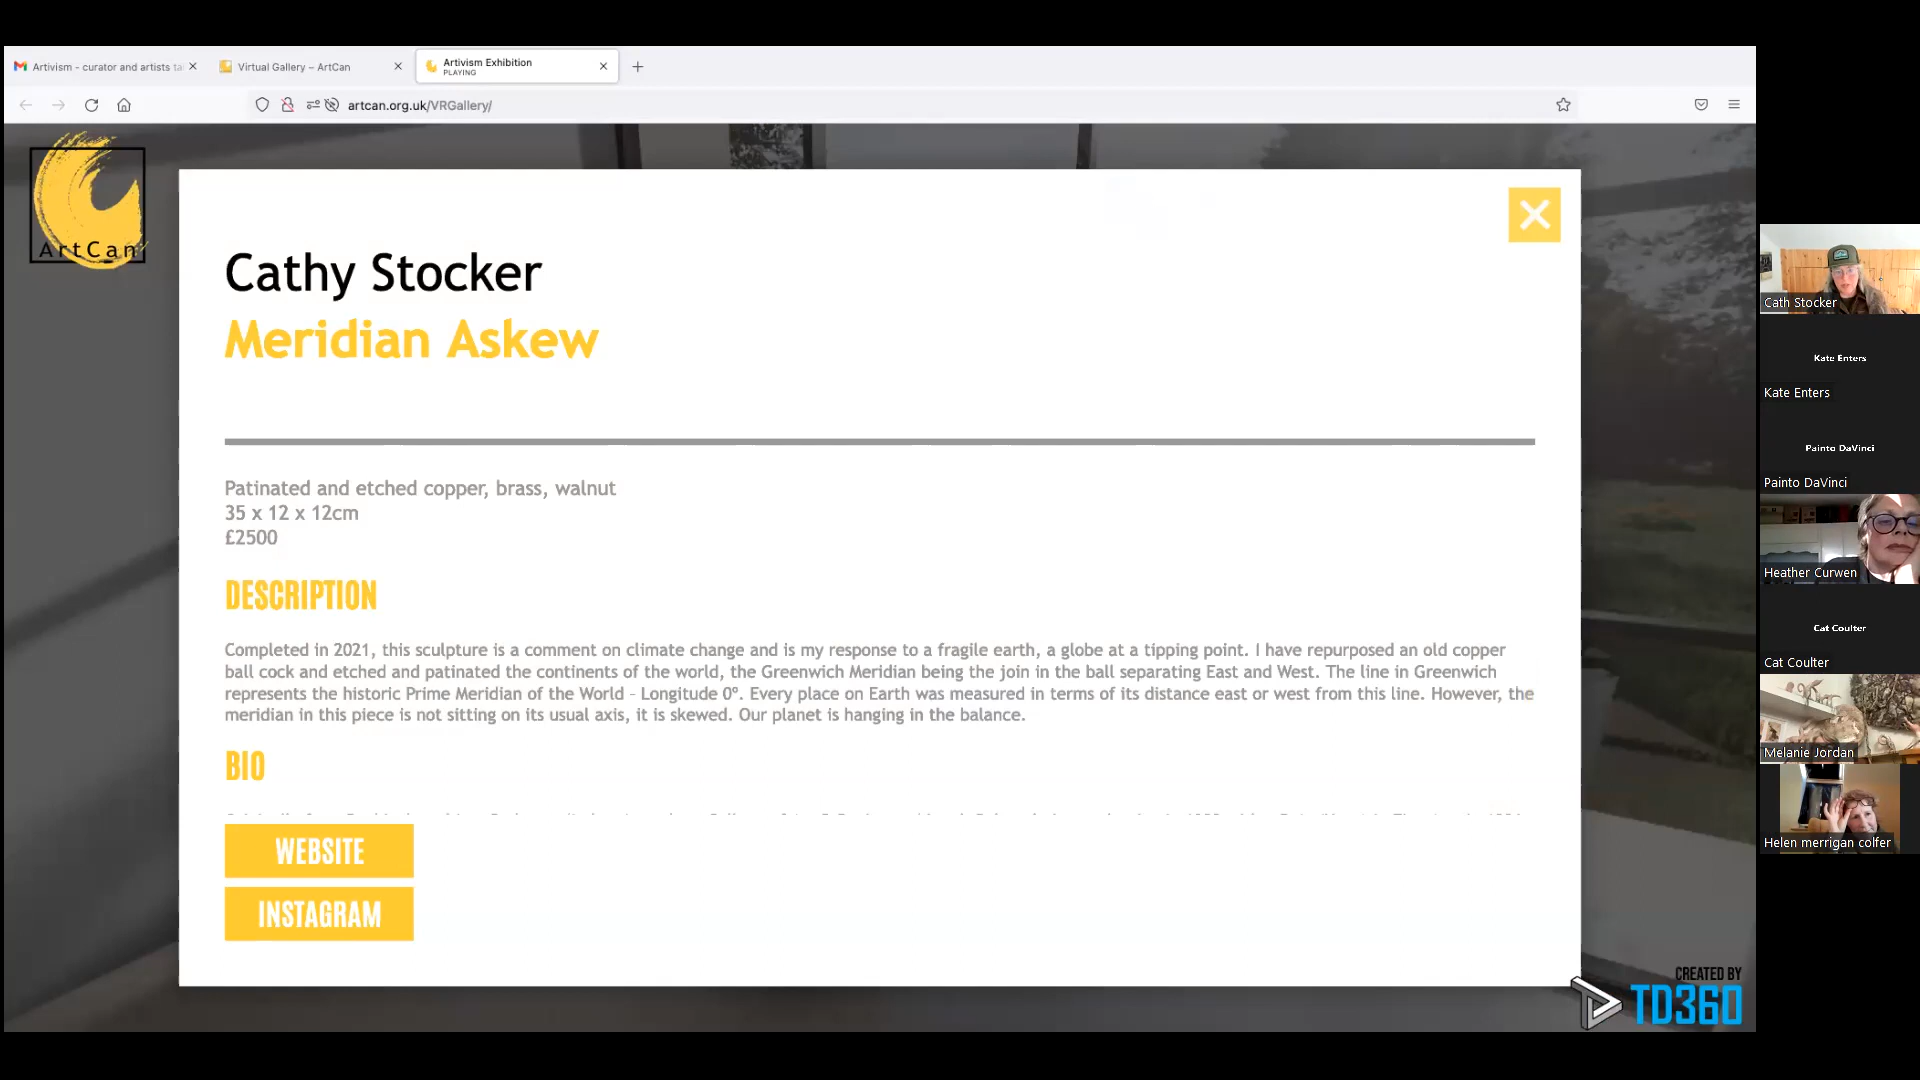 Artivism - curator and artists ta
Virtual Gallery – ArtCan
Artivism Exhibition
PLAYING
artcan.org.uk/VRGallery/
ArtCan
Cathy Stocker
Meridian Askew
Patinated and etched copper, brass, walnut
35 x 12 x 12cm
£2500
DESCRIPTION
Completed in 2021, this sculpture is a comment on climate change and is my response to a fragile earth, a globe at a tipping point. I have repurposed an old copper
ball cock and etched and patinated the continents of the world, the Greenwich Meridian being the join in the ball separating East and West. The line in Greenwich
represents the historic Prime Meridian of the World – Longitude 0º. Every place on Earth was measured in terms of its distance east or west from this line. However, the
meridian in this piece is not sitting on its usual axis, it is skewed. Our planet is hanging in the balance.
BIO
WEBSITE
INSTAGRAM
CREATED BY
TD360
Cath Stocker
Kate Enters
Kate Enters
Painto DaVinci
Painto DaVinci
Heather Curwen
Cat Coulter
Cat Coulter
Melanie Jordan
Helen merrigan colfer